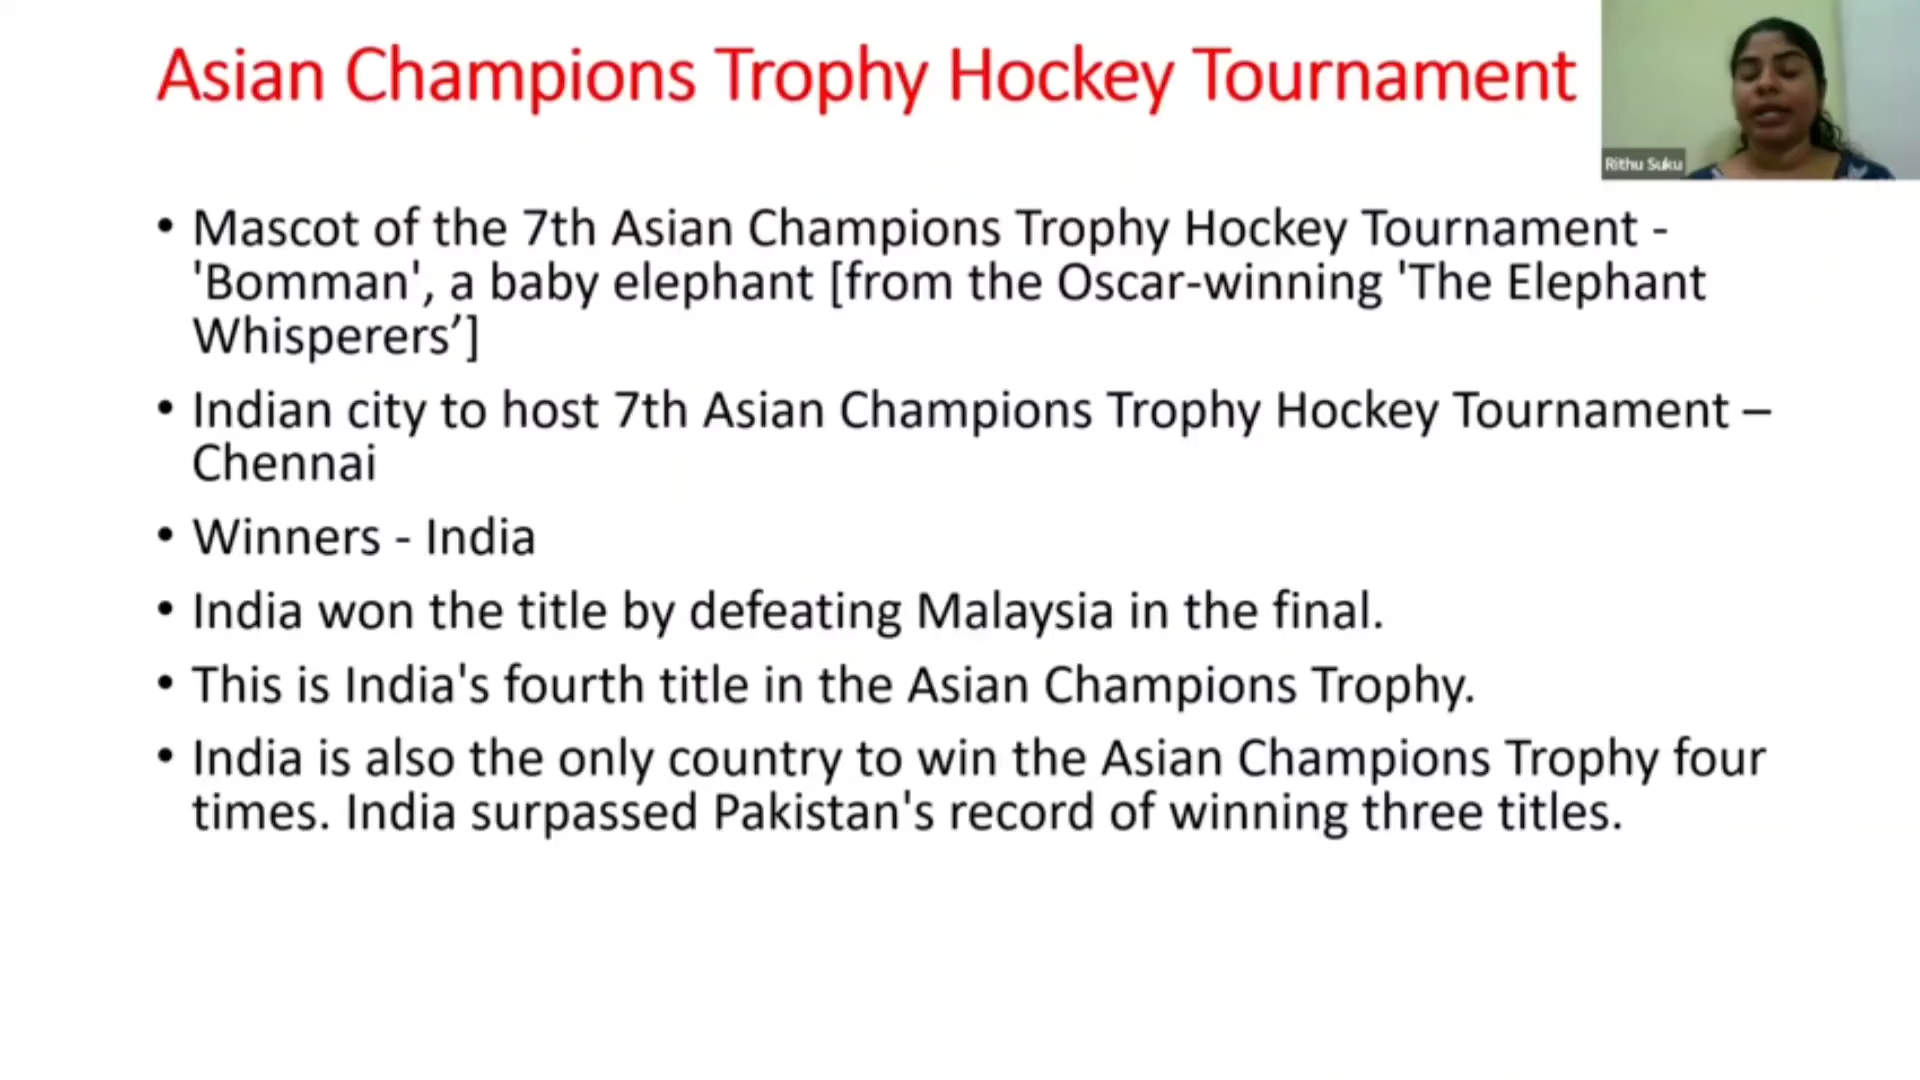 Asian Champions Trophy Hockey Tournament
Rithu Suku
• Mascot of the 7th Asian Champions Trophy Hockey Tournament -
'Bomman', a baby elephant [from the Oscar-winning 'The Elephant
Whisperers’]
• Indian city to host 7th Asian Champions Trophy Hockey Tournament –
Chennai
• Winners - India
• India won the title by defeating Malaysia in the final.
• This is India's fourth title in the Asian Champions Trophy.
• India is also the only country to win the Asian Champions Trophy four
times. India surpassed Pakistan's record of winning three titles.